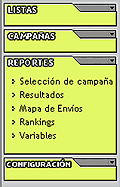 LISTAS
CAMPAÑAS
REPORTES
Selección de campaña
Resultados
Mapa de Envíos
Rankings
Variables
CONFIGURACIÓN